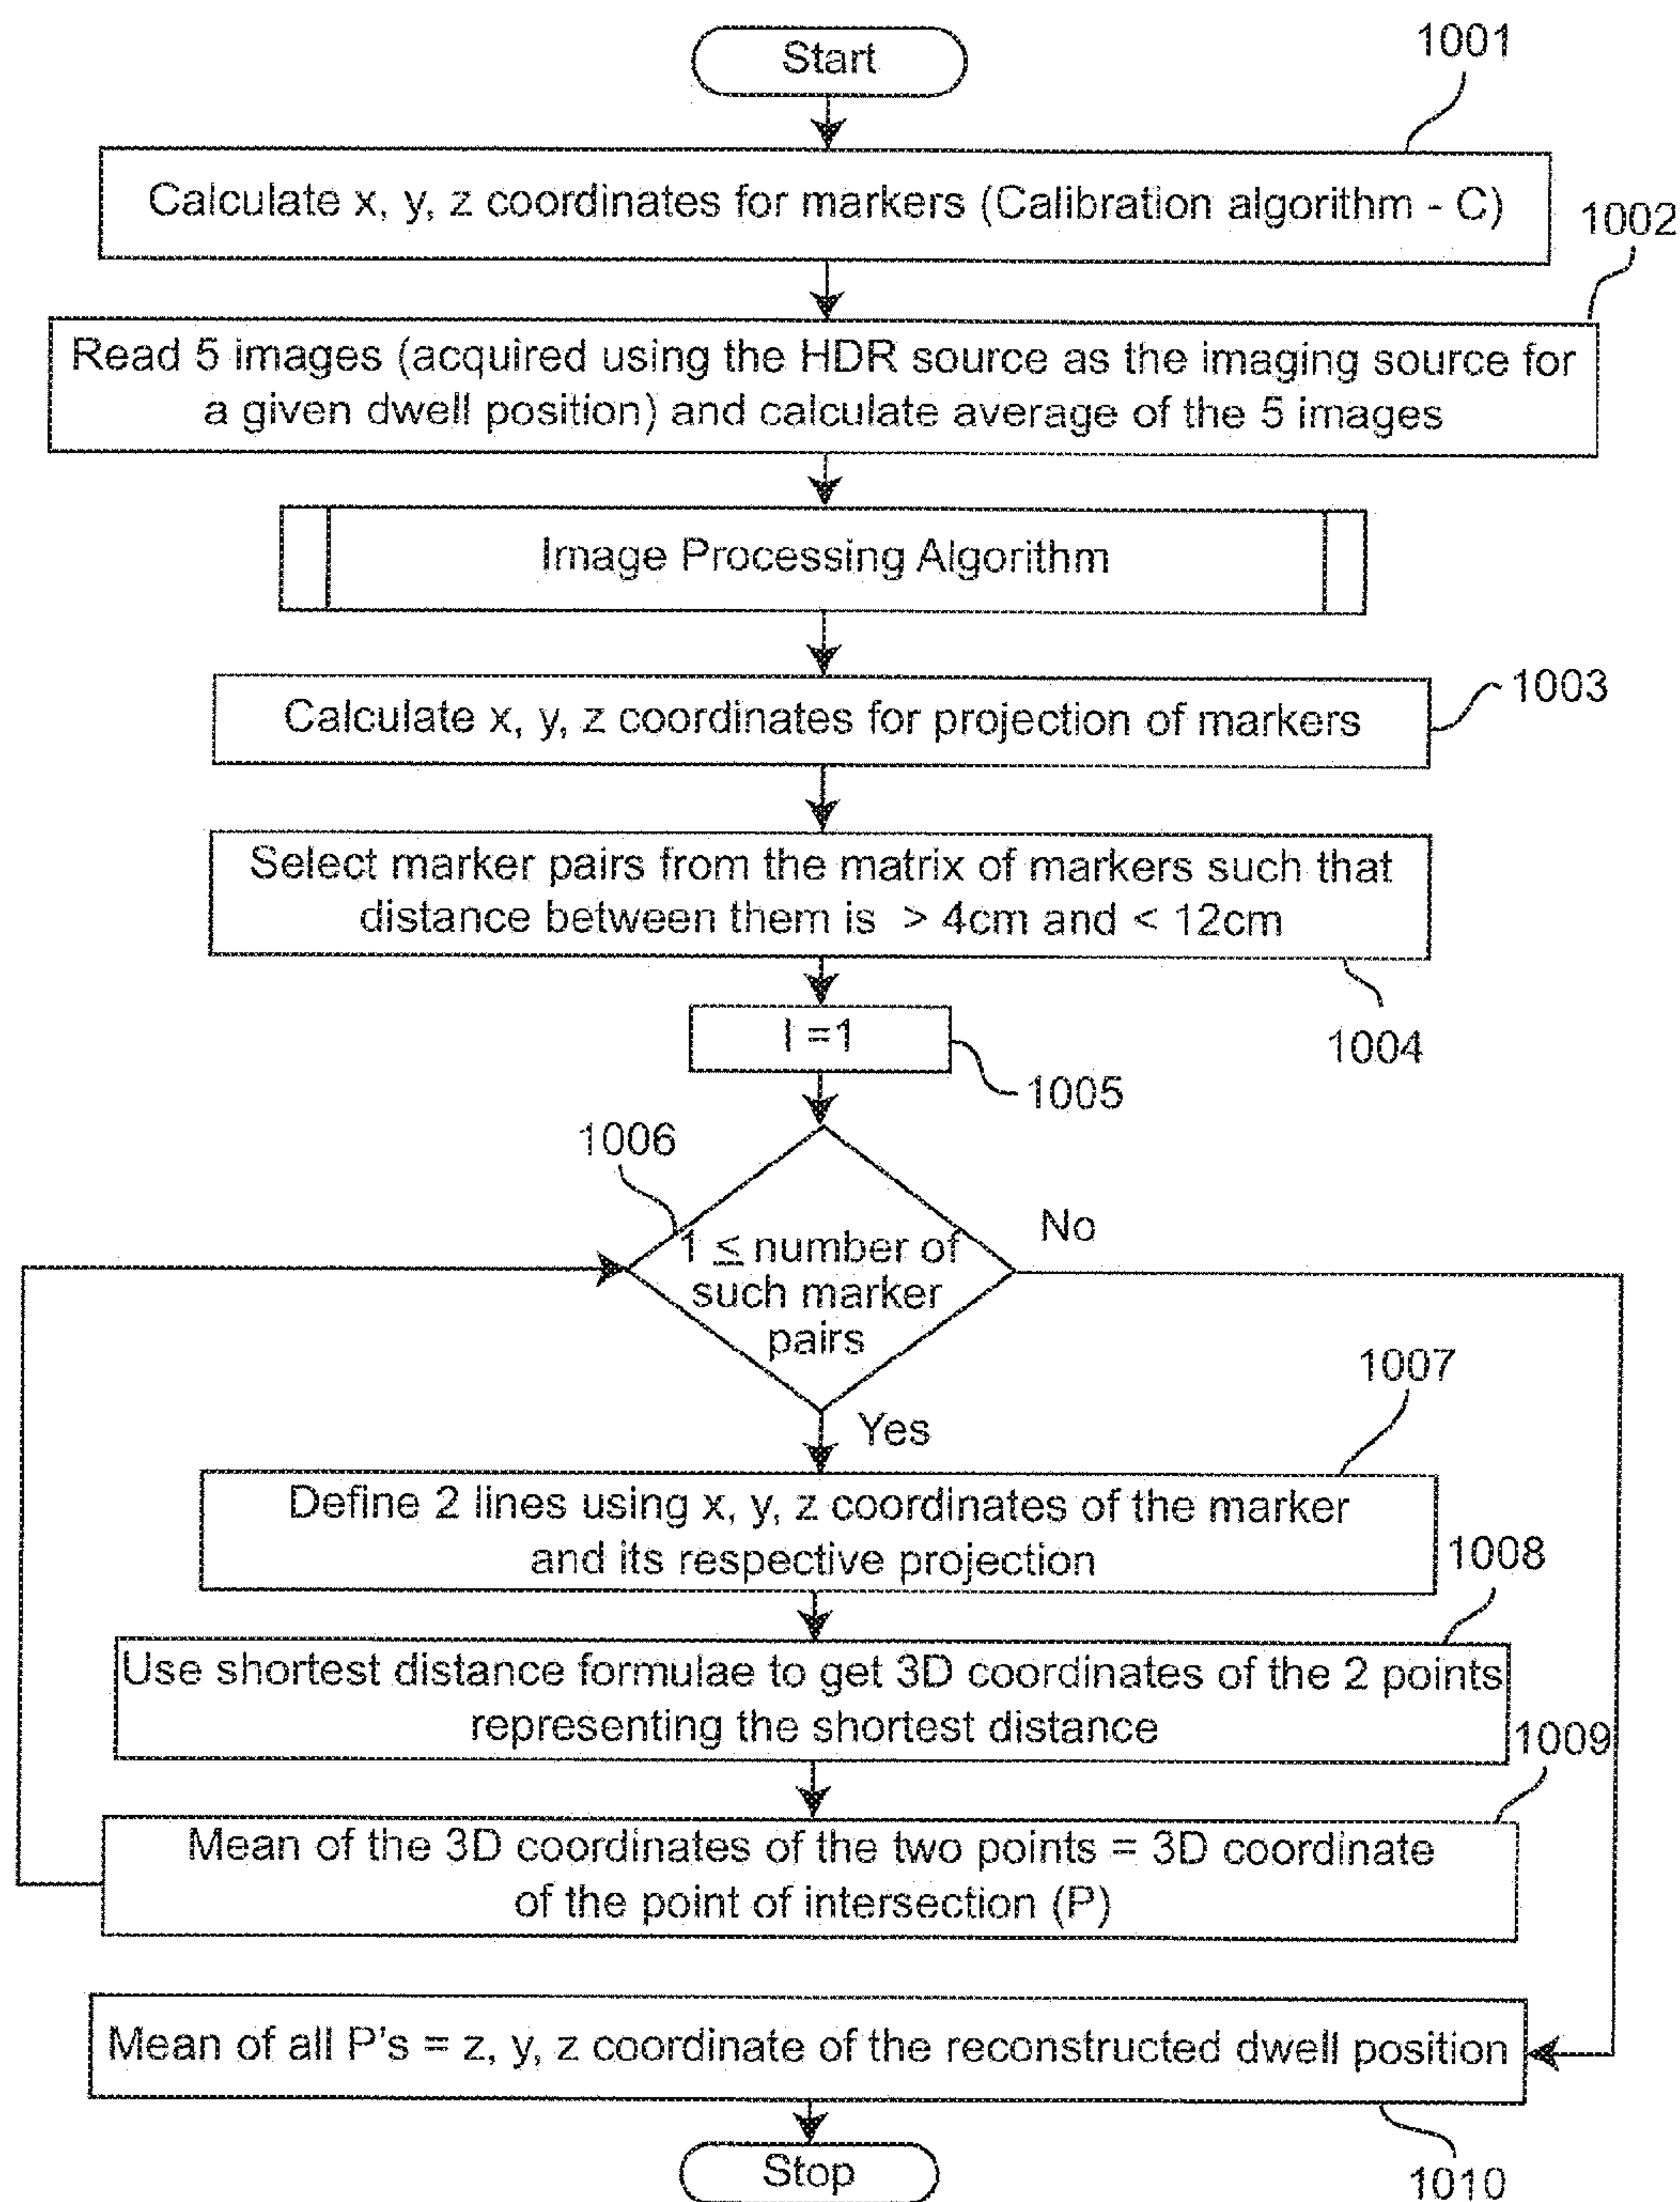 Start
1001
Calculate x, y, z coordinates for markers (Calibration algorithm - C)
1002
Read 5 images (acquired using the HDR source as the imaging source for
a given dwell position) and calculate average of the 5 images
Image Processing Algorithm
Calculate x, y, z coordinates for projection of markers
1003
Select marker pairs from the matrix of markers such that
distance between them is > 4cm and < 12cm
1004
I =1
1005
1006
1 ≤ number of
such marker
pairs
No
Yes
1007
Define 2 lines using x, y, z coordinates of the marker
and its respective projection
1008
Use shortest distance formulae to get 3D coordinates of the 2 points
representing the shortest distance
1009
Mean of the 3D coordinates of the two points = 3D coordinate
of the point of intersection (P)
Mean of all P's = z, y, z coordinate of the reconstructed dwell position
1010
Stop